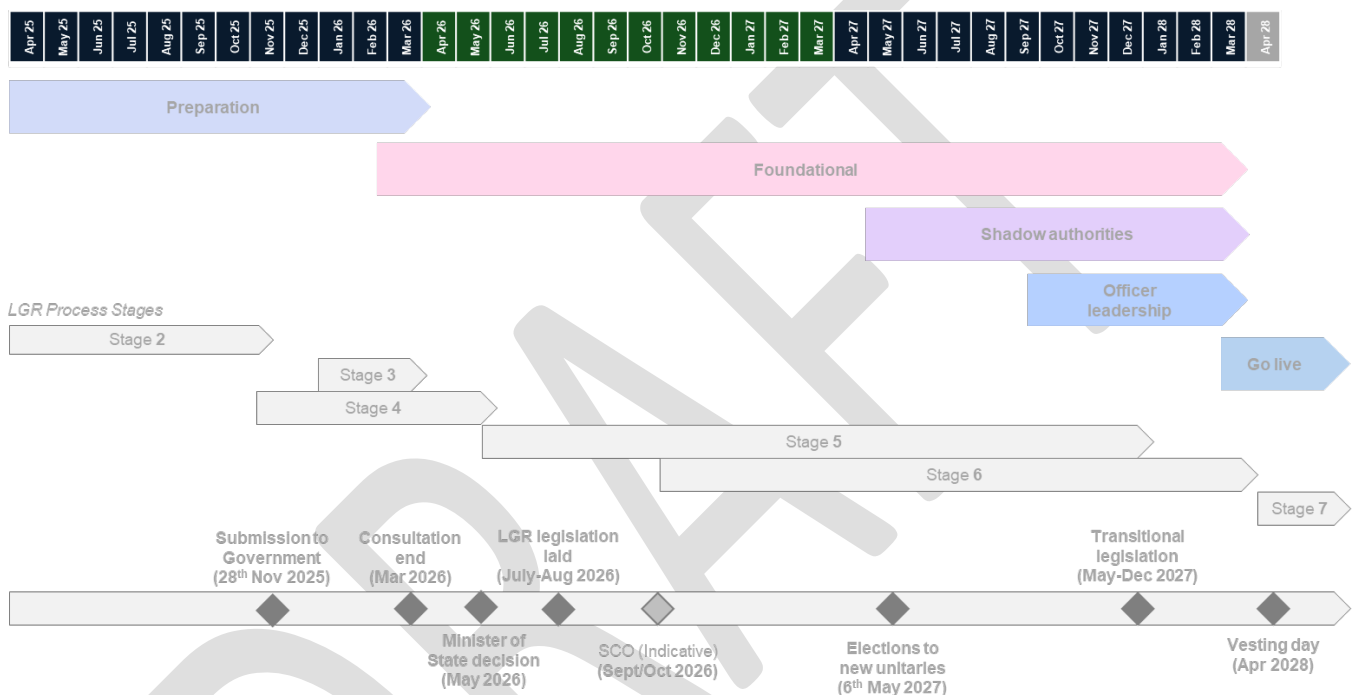 Apr 25 May 25 Jun 25 Jul 25 Aug 25 Sep 25 Oct 25 Nov 25 Dec 25 Jan 26 Feb 26 Mar 26 Apr 26 May 26 Jun 26 Jul 26 Aug 26 Sep 26 Oct 26 Nov 26 Dec 26 Jan 27 Feb 27 Mar 27 Apr 27 May 27 Jun 27 Jul 27 Aug 27 Sep 27 Oct 27 Nov 27 Dec 27 Jan 28 Feb 28 Mar 28 Apr 28
Preparation
Foundational
Shadow authorities
Officer
leadership
Go live
LGR Process Stages
Stage 2
Stage 3
Stage 4
Stage 5
Stage 6
Stage 7
Submission to
Government
(28th Nov 2025)
Consultation
end
(Mar 2026)
LGR legislation
laid
(July-Aug 2026)
Transitional
legislation
(May-Dec 2027)
Minister of
State decision
(May 2026)
SCO (Indicative)
(Sept/Oct 2026)
Elections to
new unitaries
(6th May 2027)
Vesting day
(Apr 2028)
DRAFT